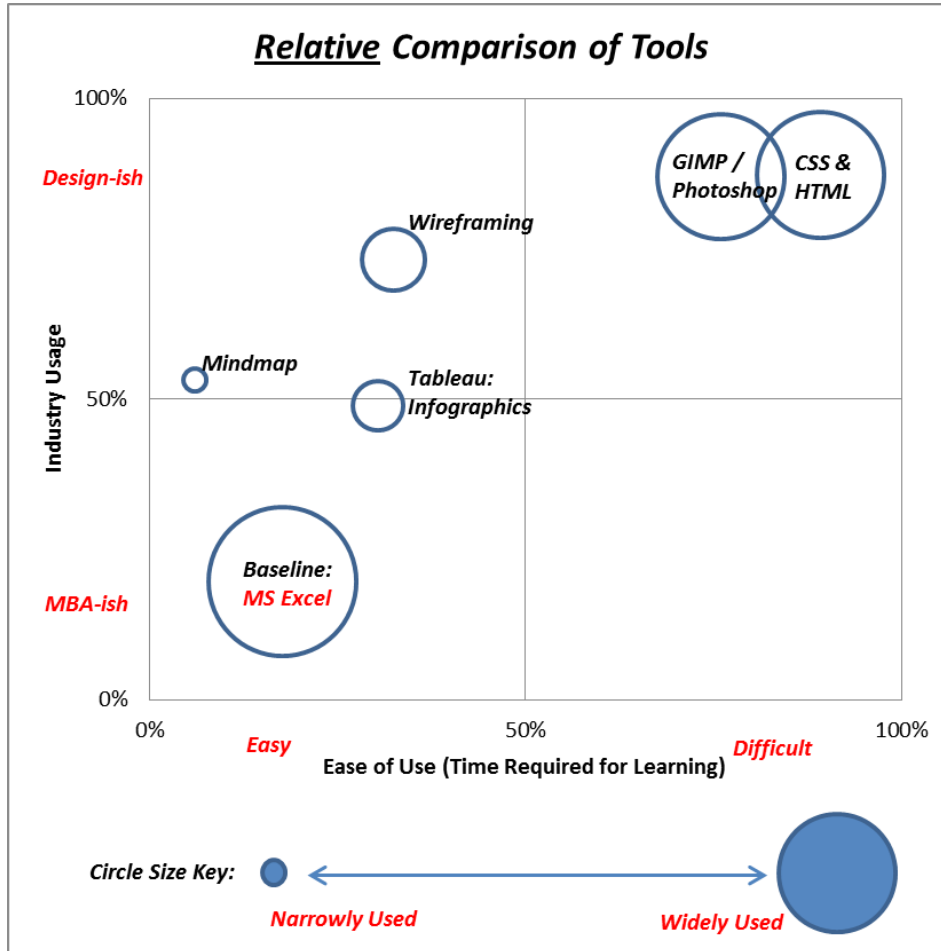 Relative Comparison of Tools
100%
Design-ish
GIMP /
Photoshop
CSS &
HTML
Wireframing
Mindmap
Tableau:
Infographics
50%
Industry Usage
Baseline:
MS Excel
MBA-ish
0%
0%
50%
100%
Easy
Difficult
Ease of Use (Time Required for Learning)
Circle Size Key:
Narrowly Used
Widely Used